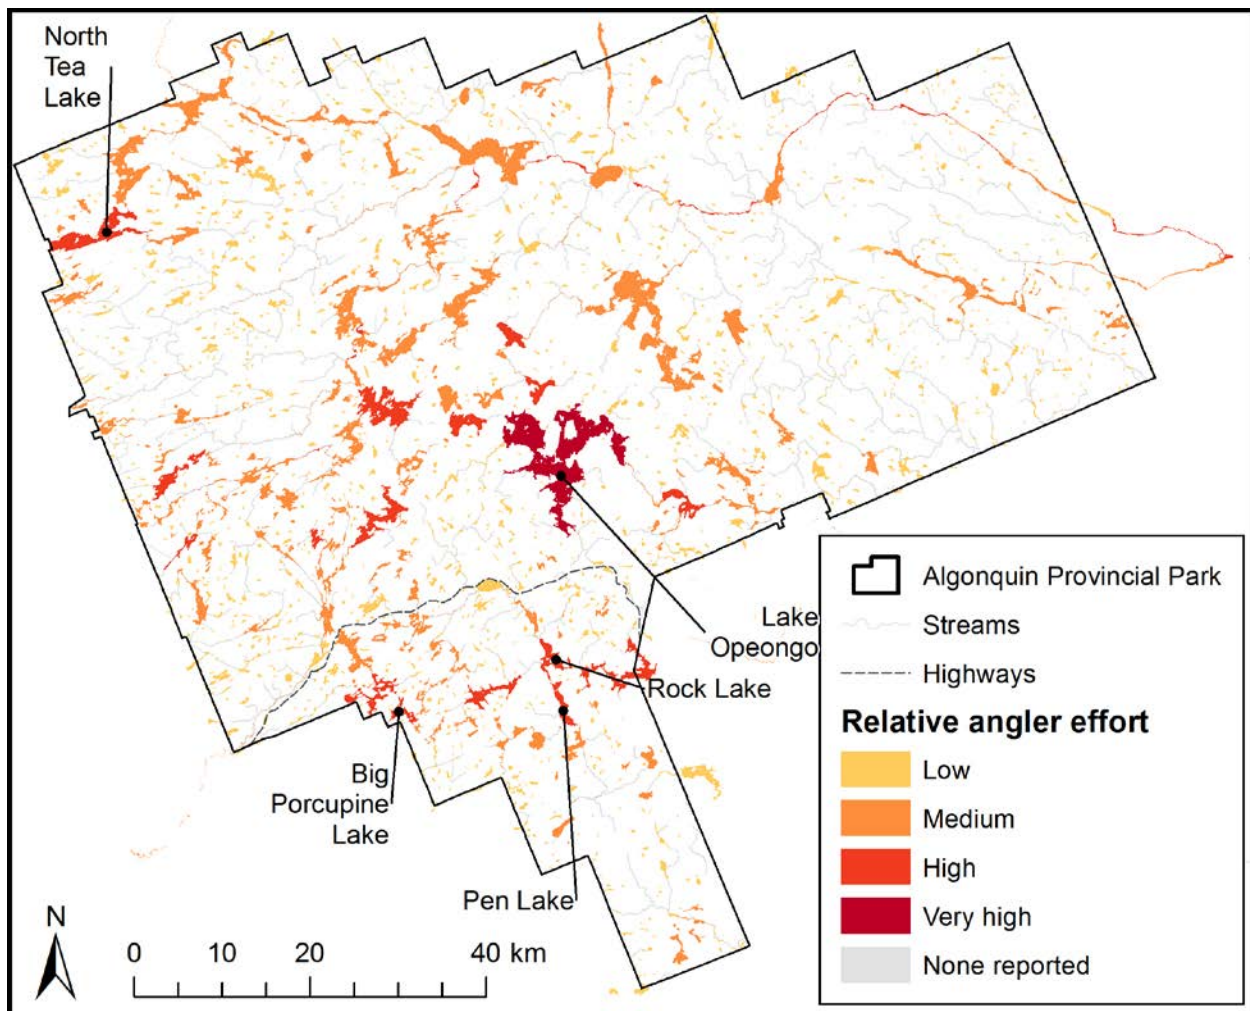 North
Tea
Lake
Lake
Opeongo
Rock Lake
Big
Porcupine
Lake
Pen Lake
N
0 10 20 40 km
Algonquin Provincial Park
Streams
Highways
Relative angler effort
Low
Medium
High
Very high
None reported